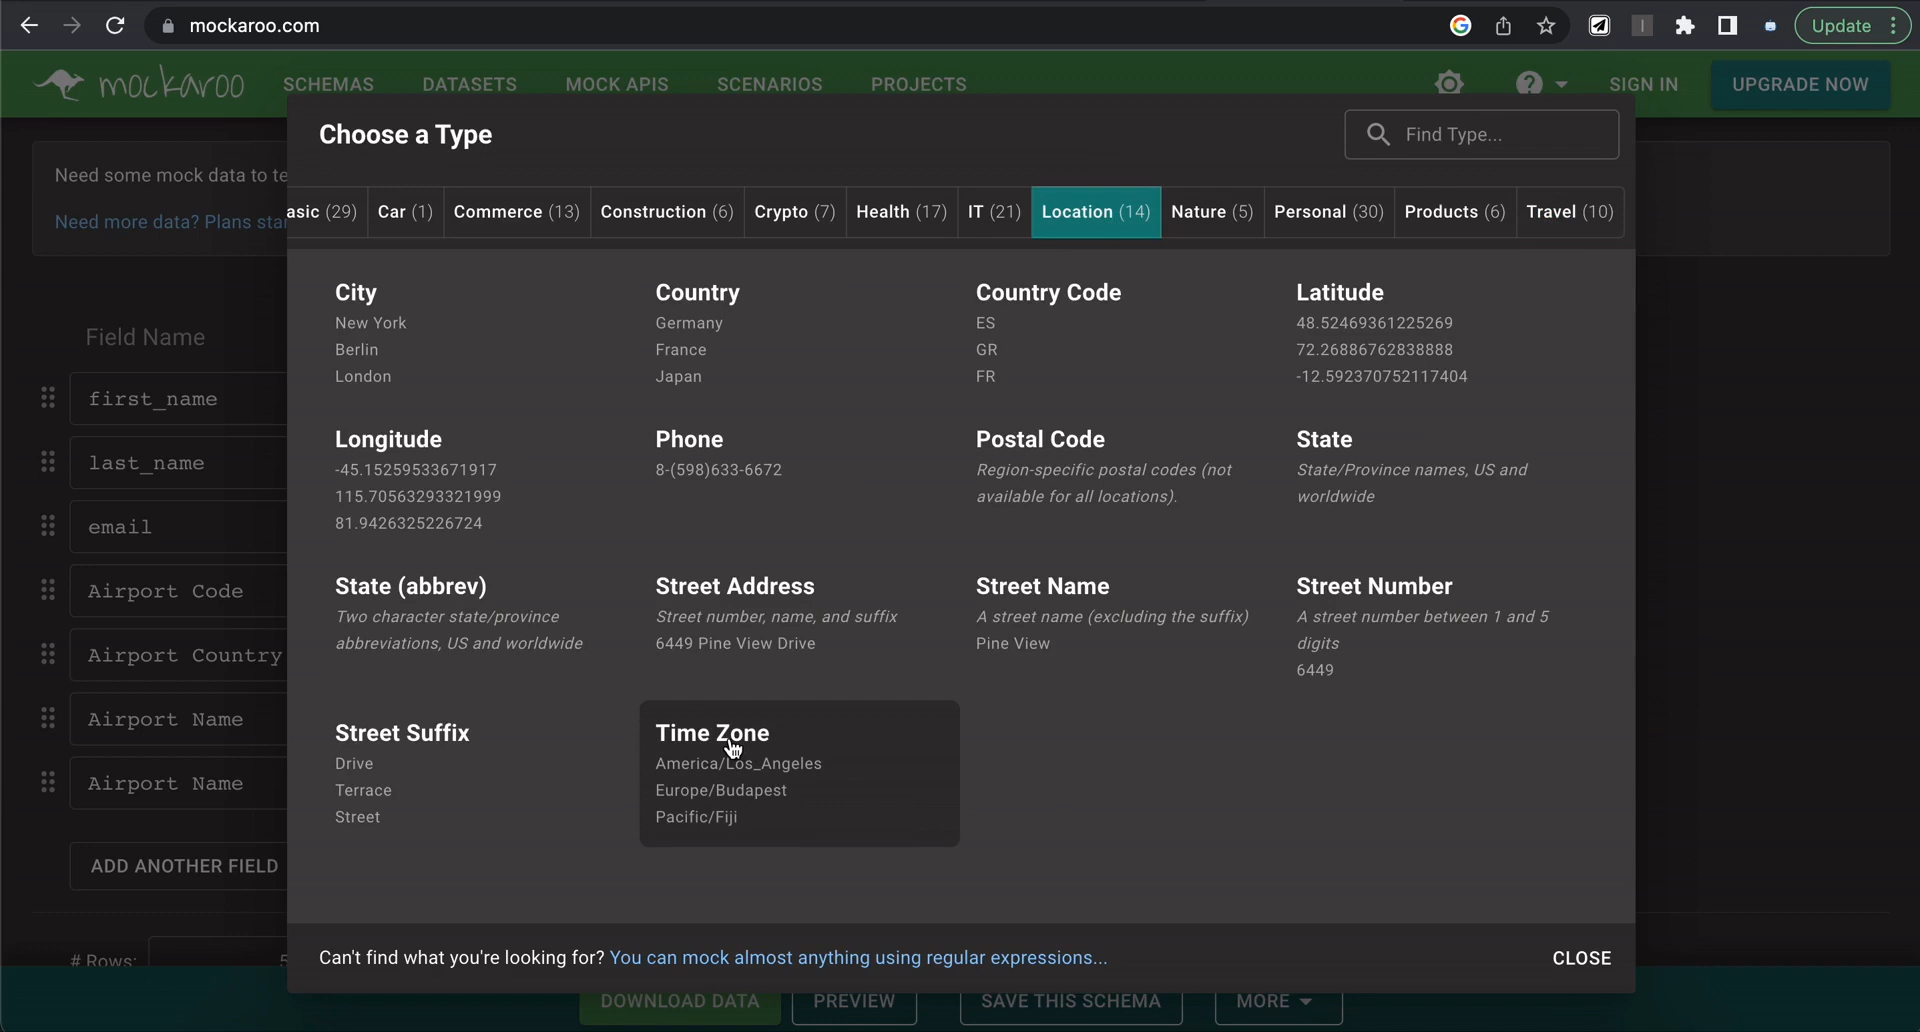 mockaroo.com
Update
mockaroo
SCHEMAS
DATASETS
MOCK APIS
SCENARIOS
PROJECTS
SIGN IN
UPGRADE NOW
Need some mock data to te
Need more data? Plans star
Choose a Type
Find Type...
asic (29)
Car (1)
Commerce (13)
Construction (6)
Crypto (7)
Health (17)
IT (21)
Location (14)
Nature (5)
Personal (30)
Products (6)
Travel (10)
Field Name
first_name
last_name
email
Airport Code
Airport Country
Airport Name
Airport Name
ADD ANOTHER FIELD
# Rows:
City
New York
Berlin
London
Country
Germany
France
Japan
Country Code
ES
GR
FR
Latitude
48.52469361225269
72.26886762838888
-12.592370752117404
Longitude
-45.15259533671917
115.70563293321999
81.9426325226724
Phone
8-(598)633-6672
Postal Code
Region-specific postal codes (not
available for all locations).
State
State/Province names, US and
worldwide
State (abbrev)
Two character state/province
abbreviations, US and worldwide
Street Address
Street number, name, and suffix
6449 Pine View Drive
Street Name
A street name (excluding the suffix)
Pine View
Street Number
A street number between 1 and 5
digits
6449
Street Suffix
Drive
Terrace
Street
Time Zone
America/Los_Angeles
Europe/Budapest
Pacific/Fiji
Can't find what you're looking for? You can mock almost anything using regular expressions...
CLOSE
DOWNLOAD DATA
PREVIEW
SAVE THIS SCHEMA
MORE